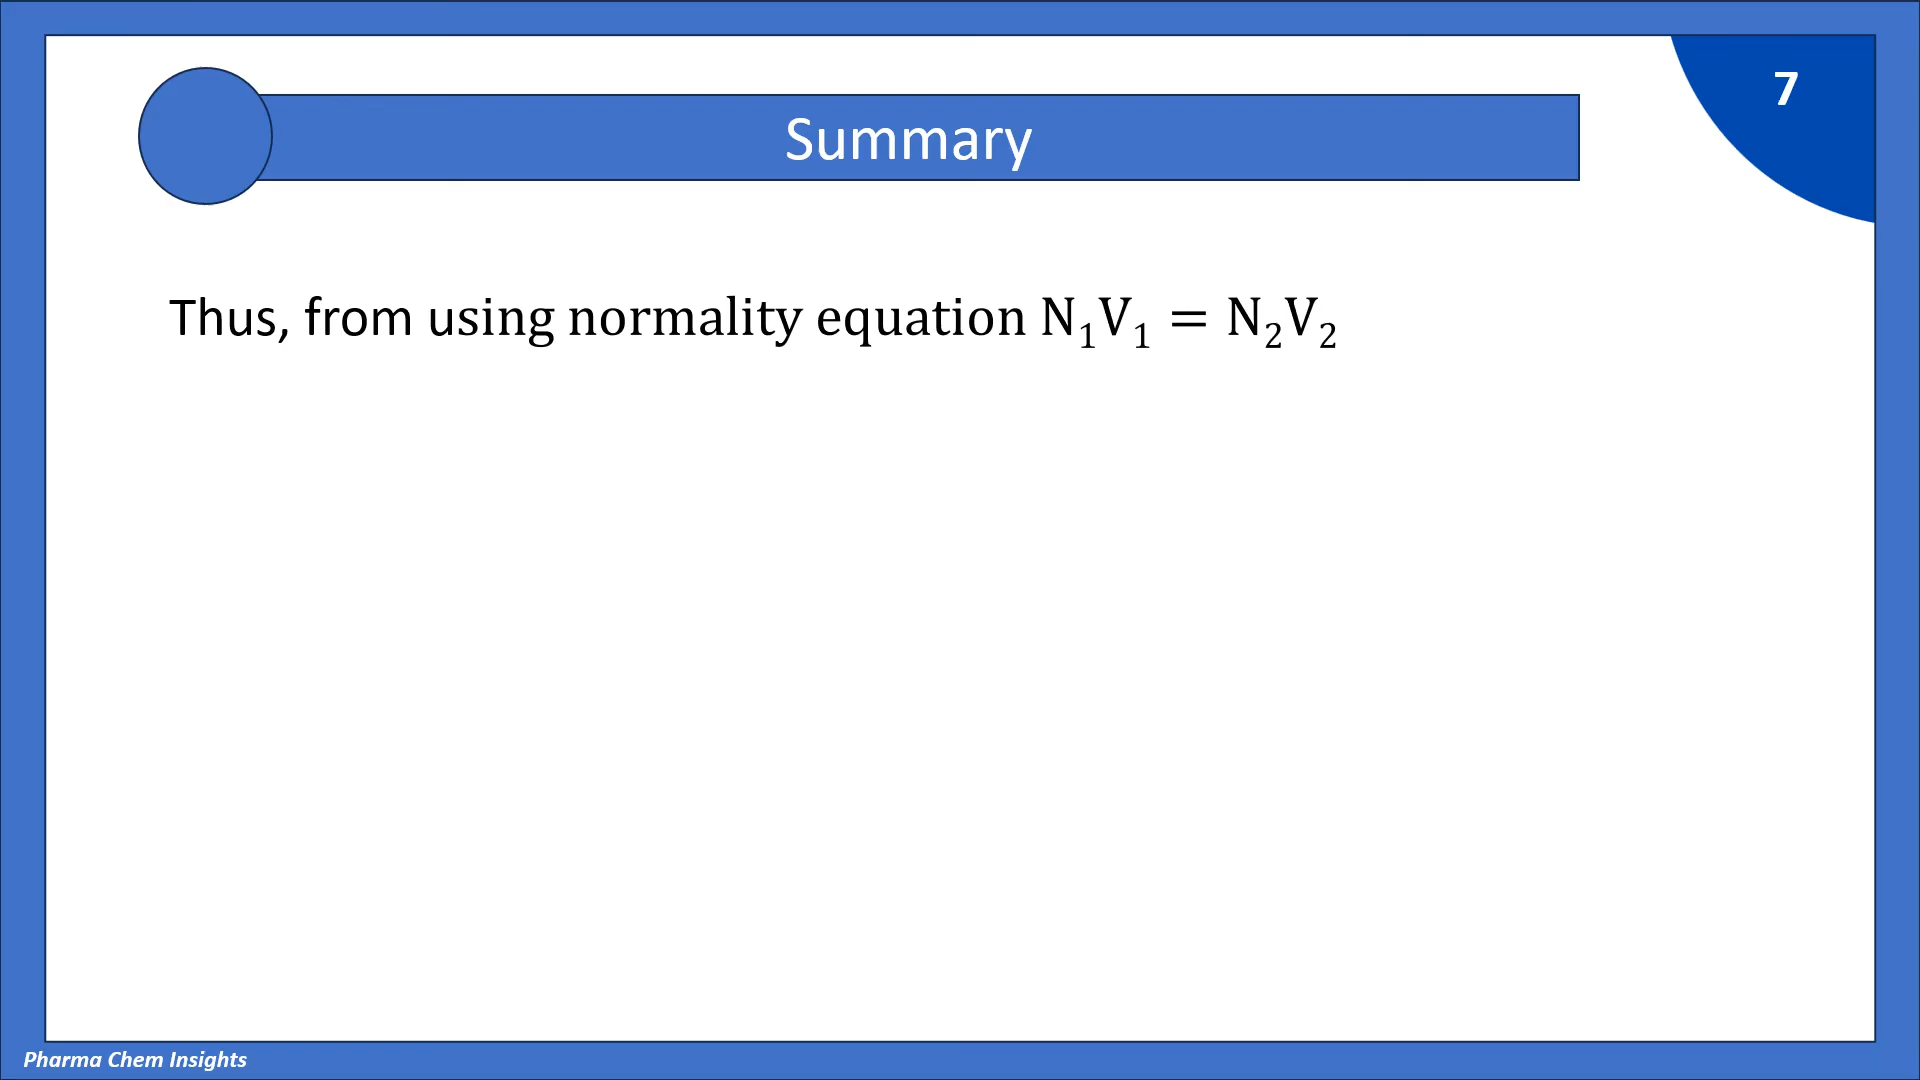 7
Summary
Thus, from using normality equation N₁V₁ = N₂V₂
Pharma Chem Insights